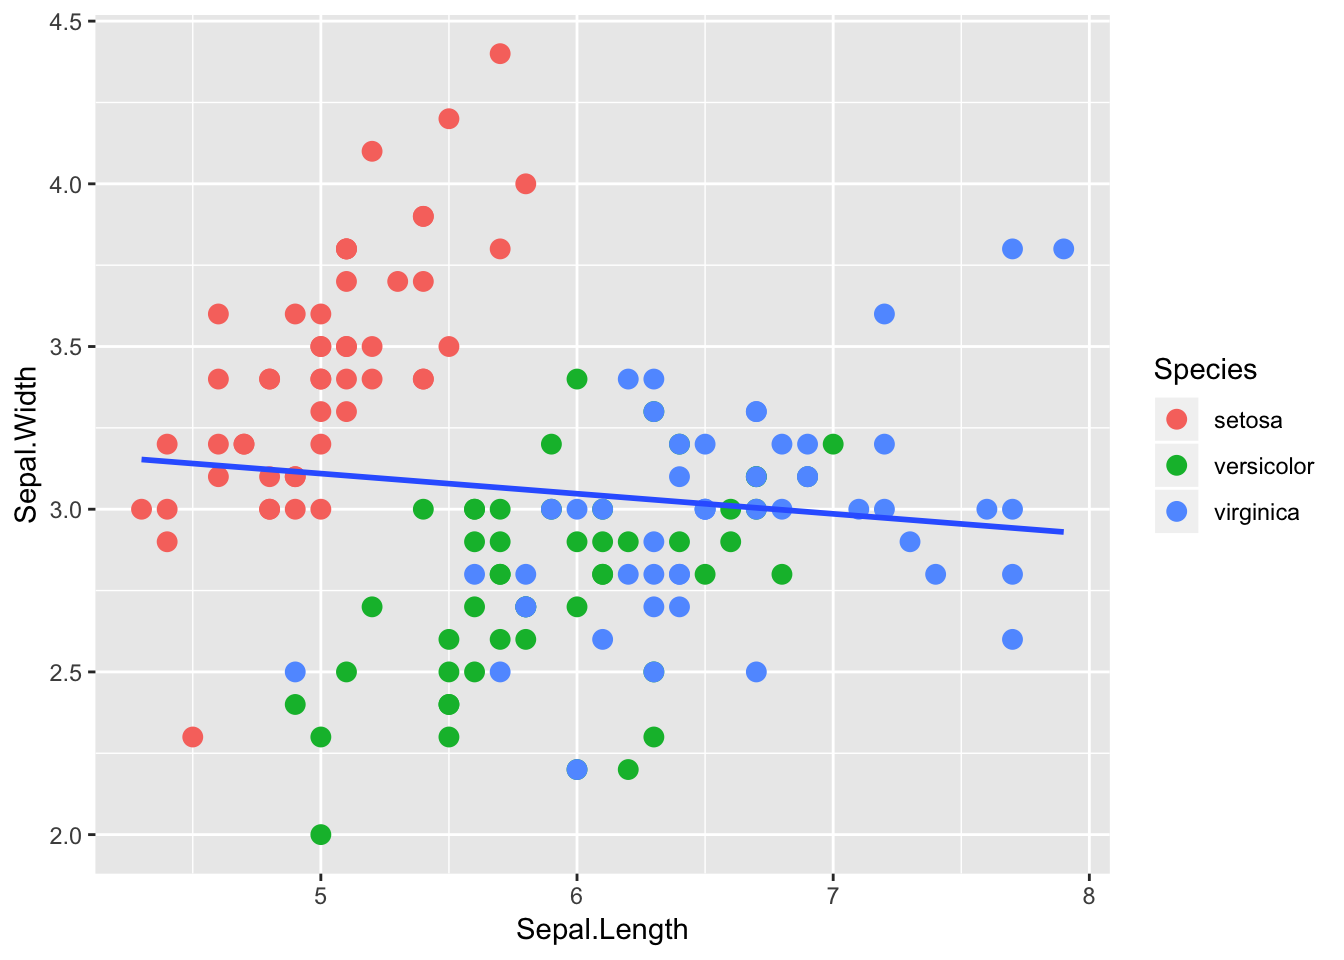 4.5
4.0
3.5
3.0
2.5
2.0
Sepal.Width
5 6 7 8
Sepal.Length
Species
setosa
versicolor
virginica